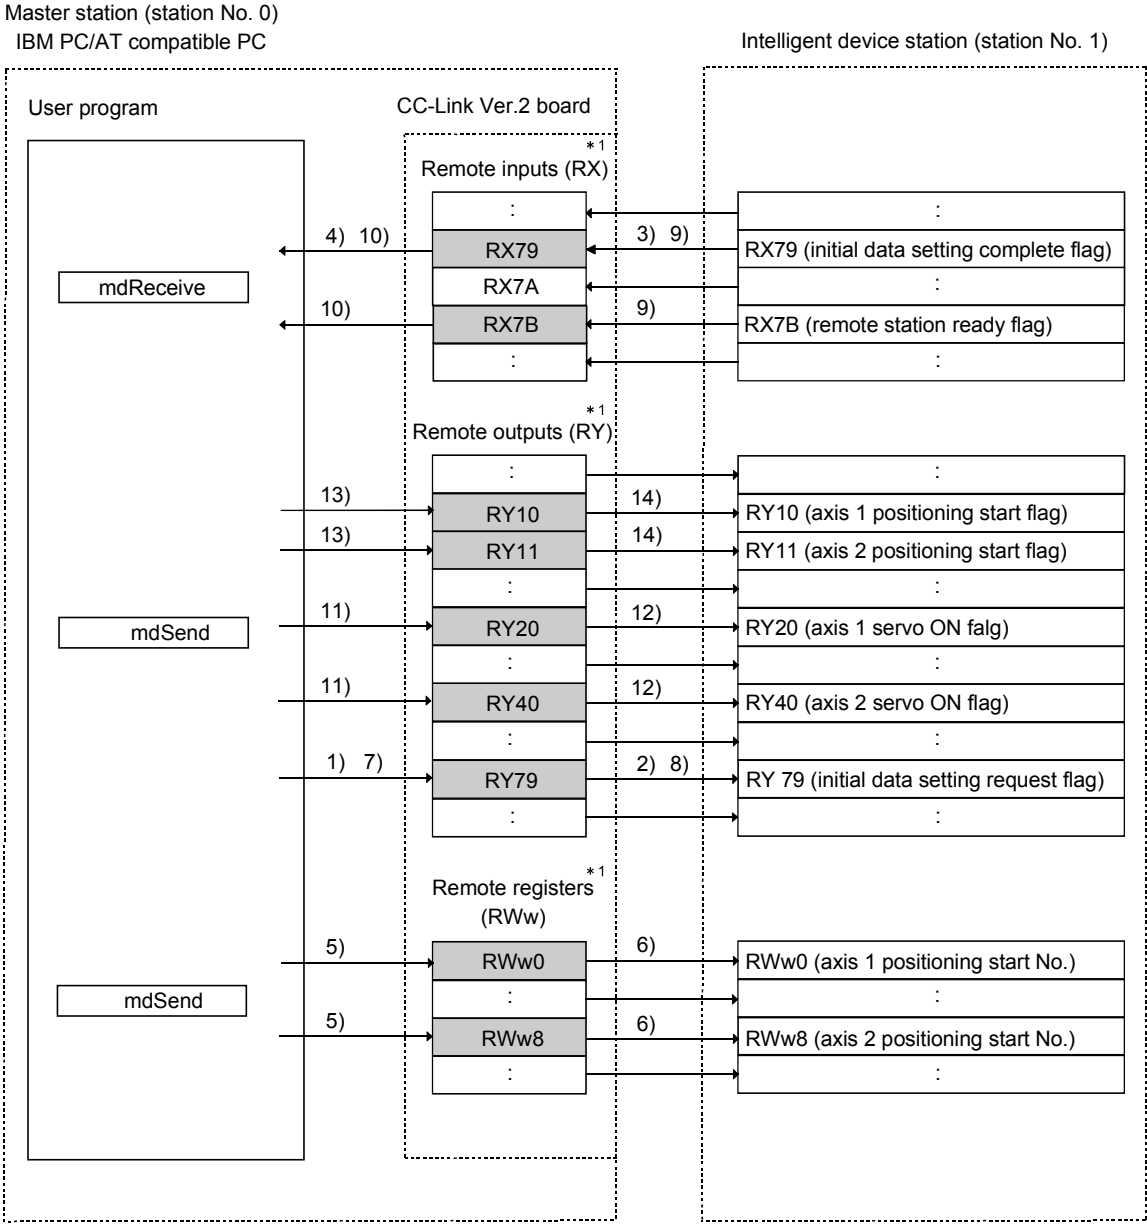 Master station (station No. 0)
IBM PC/AT compatible PC
Intelligent device station (station No. 1)
User program
CC-Link Ver.2 board
*1
Remote inputs (RX)
:
:
4) 10)
RX79
3) 9)
RX79 (initial data setting complete flag)
mdReceive
RX7A
:
10)
RX7B
9)
RX7B (remote station ready flag)
:
:
*1
Remote outputs (RY)
:
:
13)
RY10
14)
RY10 (axis 1 positioning start flag)
13)
RY11
14)
RY11 (axis 2 positioning start flag)
:
:
11)
mdSend
RY20
12)
RY20 (axis 1 servo ON falg)
:
:
11)
RY40
12)
RY40 (axis 2 servo ON flag)
:
:
1) 7)
RY79
2) 8)
RY 79 (initial data setting request flag)
:
:
*1
Remote registers
(RWw)
5)
RWw0
6)
RWw0 (axis 1 positioning start No.)
mdSend
:
:
5)
RWw8
6)
RWw8 (axis 2 positioning start No.)
:
: